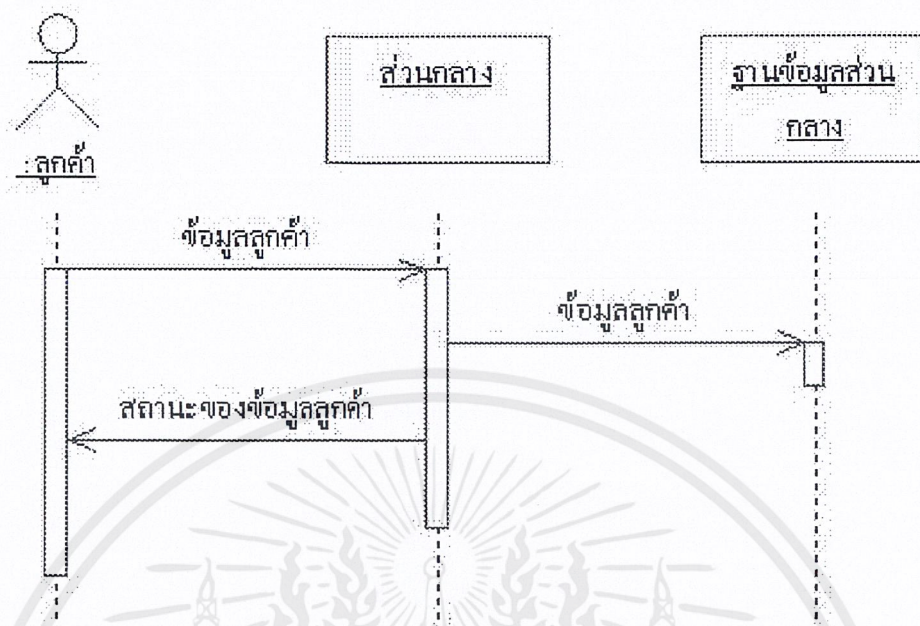 :ลูกค้า
ส่วนกลาง
ฐานข้อมูลส่วน
กลาง
ข้อมูลลูกค้า
ข้อมูลลูกค้า
สถานะของข้อมูลลูกค้า